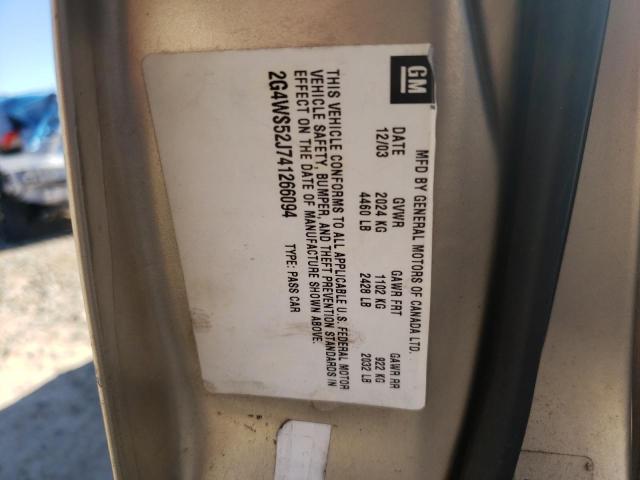 GM
MFD BY GENERAL MOTORS OF CANADA LTD.
DATE GVWR GAWR FRT GAWR RR
12/03 2024 KG 1102 KG 922 KG
4460 LB 2428 LB 2032 LB
THIS VEHICLE CONFORMS TO ALL APPLICABLE U.S. FEDERAL MOTOR
VEHICLE SAFETY, BUMPER, AND THEFT PREVENTION STANDARDS IN
EFFECT ON THE DATE OF MANUFACTURE SHOWN ABOVE.
2G4WS52J741266094 TYPE: PASS CAR